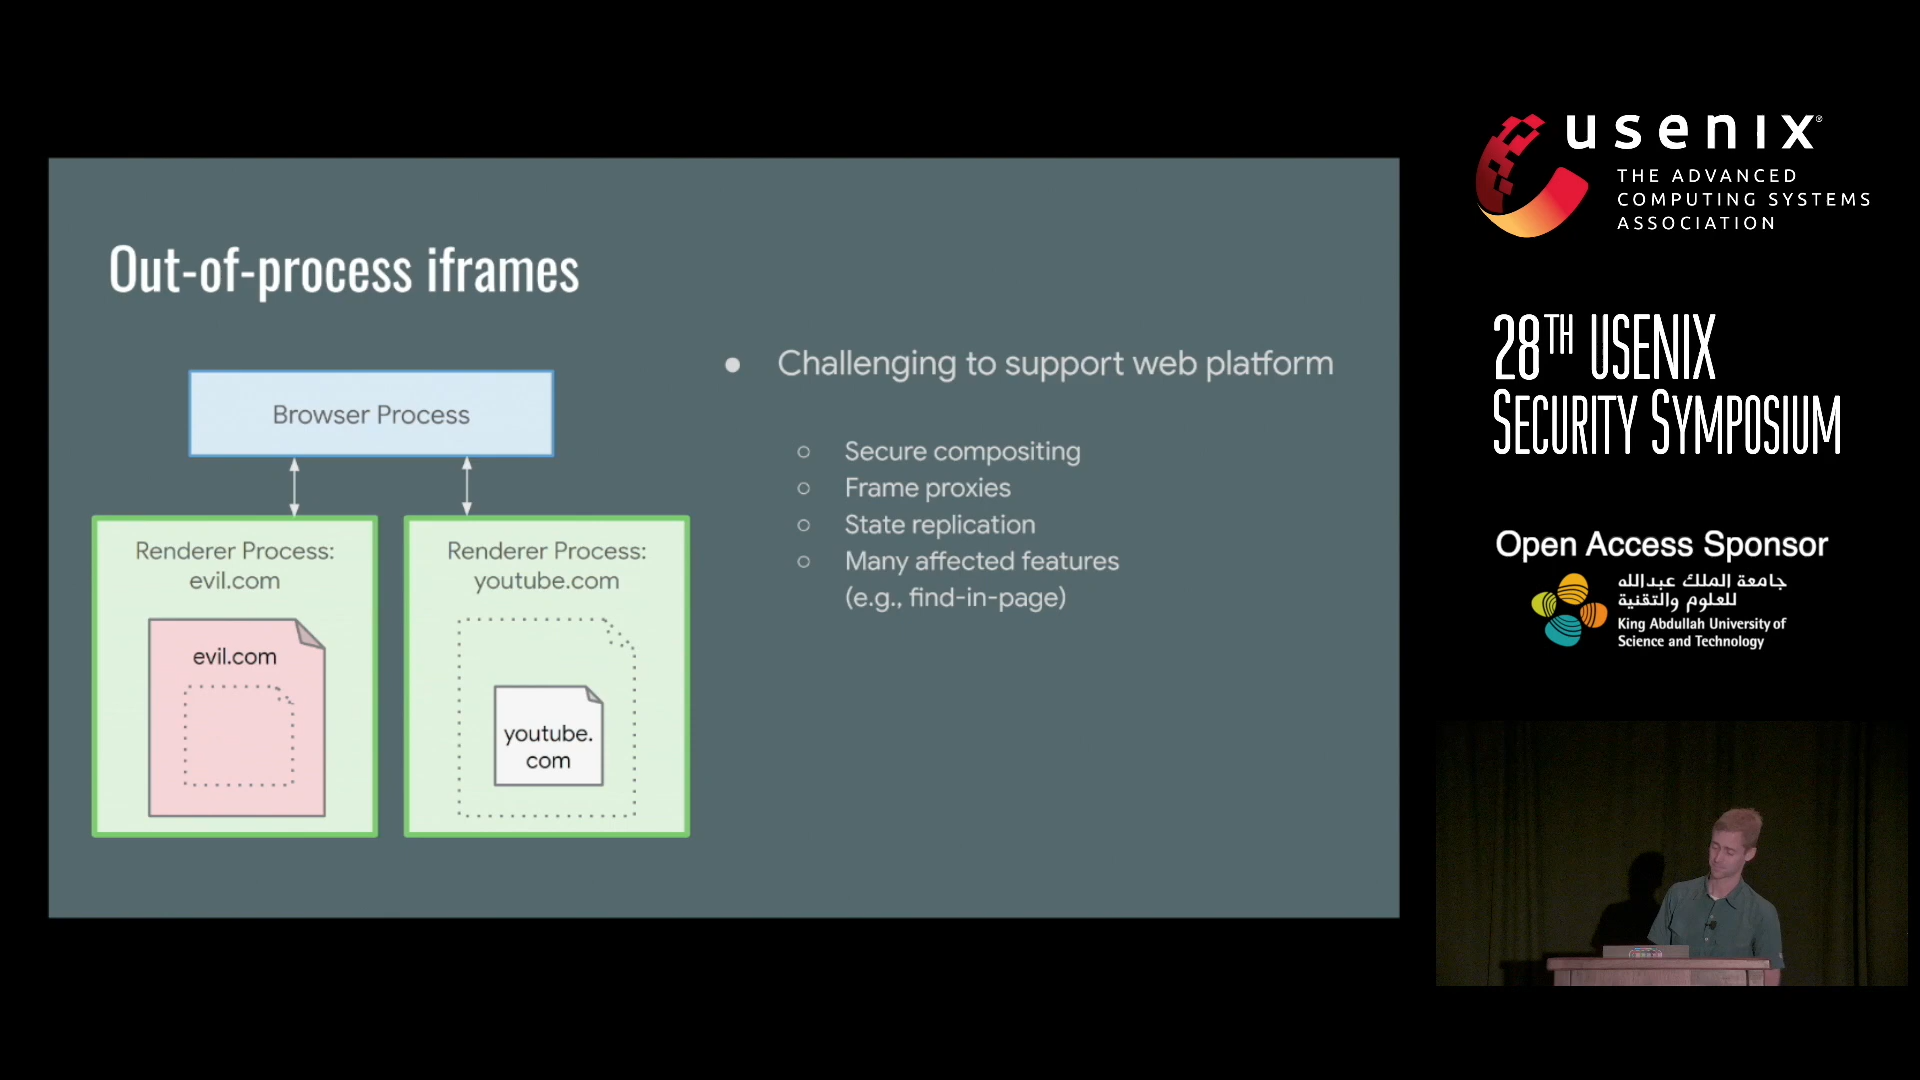 Out-of-process iframes
Browser Process
Renderer Process:
evil.com
evil.com
Renderer Process:
youtube.com
youtube.
com
● Challenging to support web platform
○ Secure compositing
○ Frame proxies
○ State replication
○ Many affected features
(e.g., find-in-page)
usenix®
THE ADVANCED
COMPUTING SYSTEMS
ASSOCIATION
28TH USENIX
SECURITY SYMPOSIUM
Open Access Sponsor
جامعة الملك عبدالله
للعلوم والتقنية
King Abdullah University of
Science and Technology